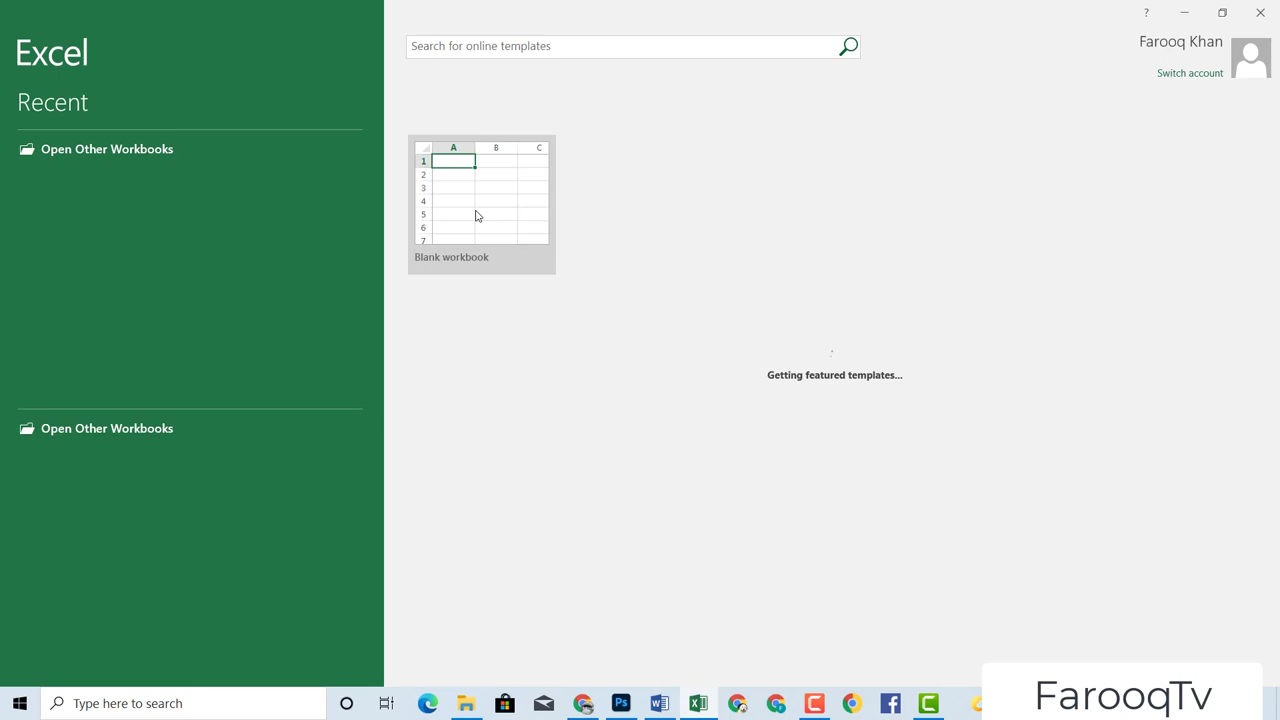 Excel
Recent
Open Other Workbooks
Open Other Workbooks
Search for online templates
?
Farooq Khan
Switch account
A B C
1
2
3
4
5
6
7
Blank workbook
Getting featured templates...
Type here to search
Ps
FarooqTv